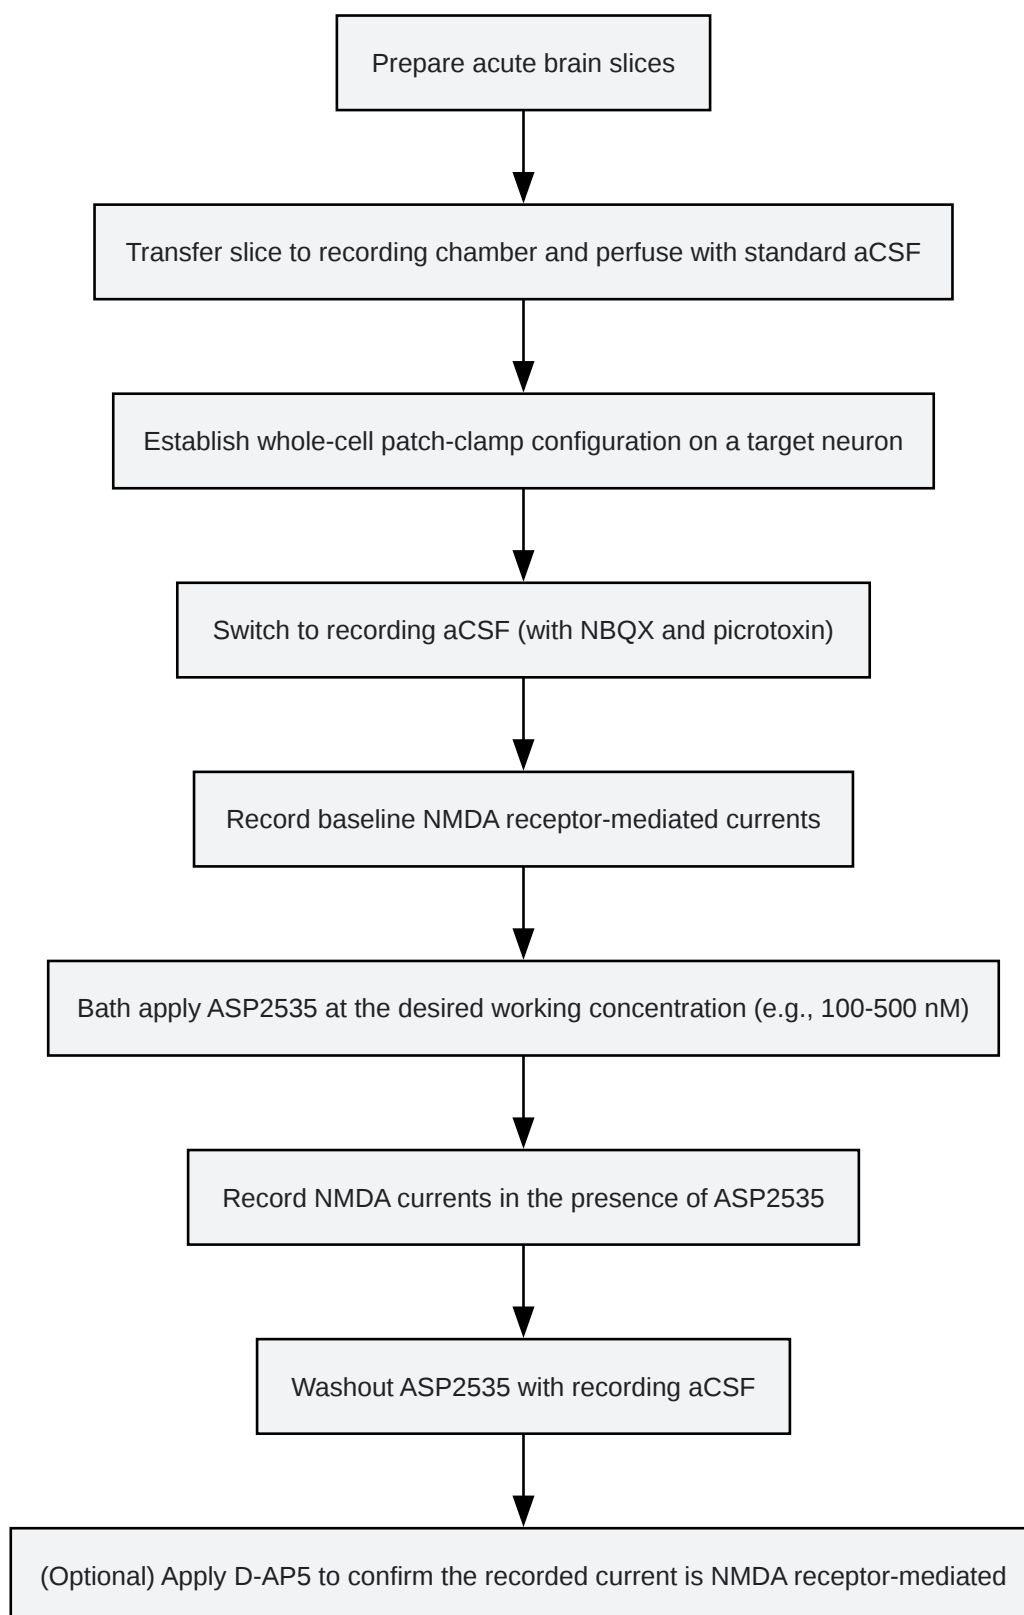 Prepare acute brain slices
Transfer slice to recording chamber and perfuse with standard aCSF
Establish whole-cell patch-clamp configuration on a target neuron
Switch to recording aCSF (with NBQX and picrotoxin)
Record baseline NMDA receptor-mediated currents
Bath apply ASP2535 at the desired working concentration (e.g., 100-500 nM)
Record NMDA currents in the presence of ASP2535
Washout ASP2535 with recording aCSF
(Optional) Apply D-AP5 to confirm the recorded current is NMDA receptor-mediated